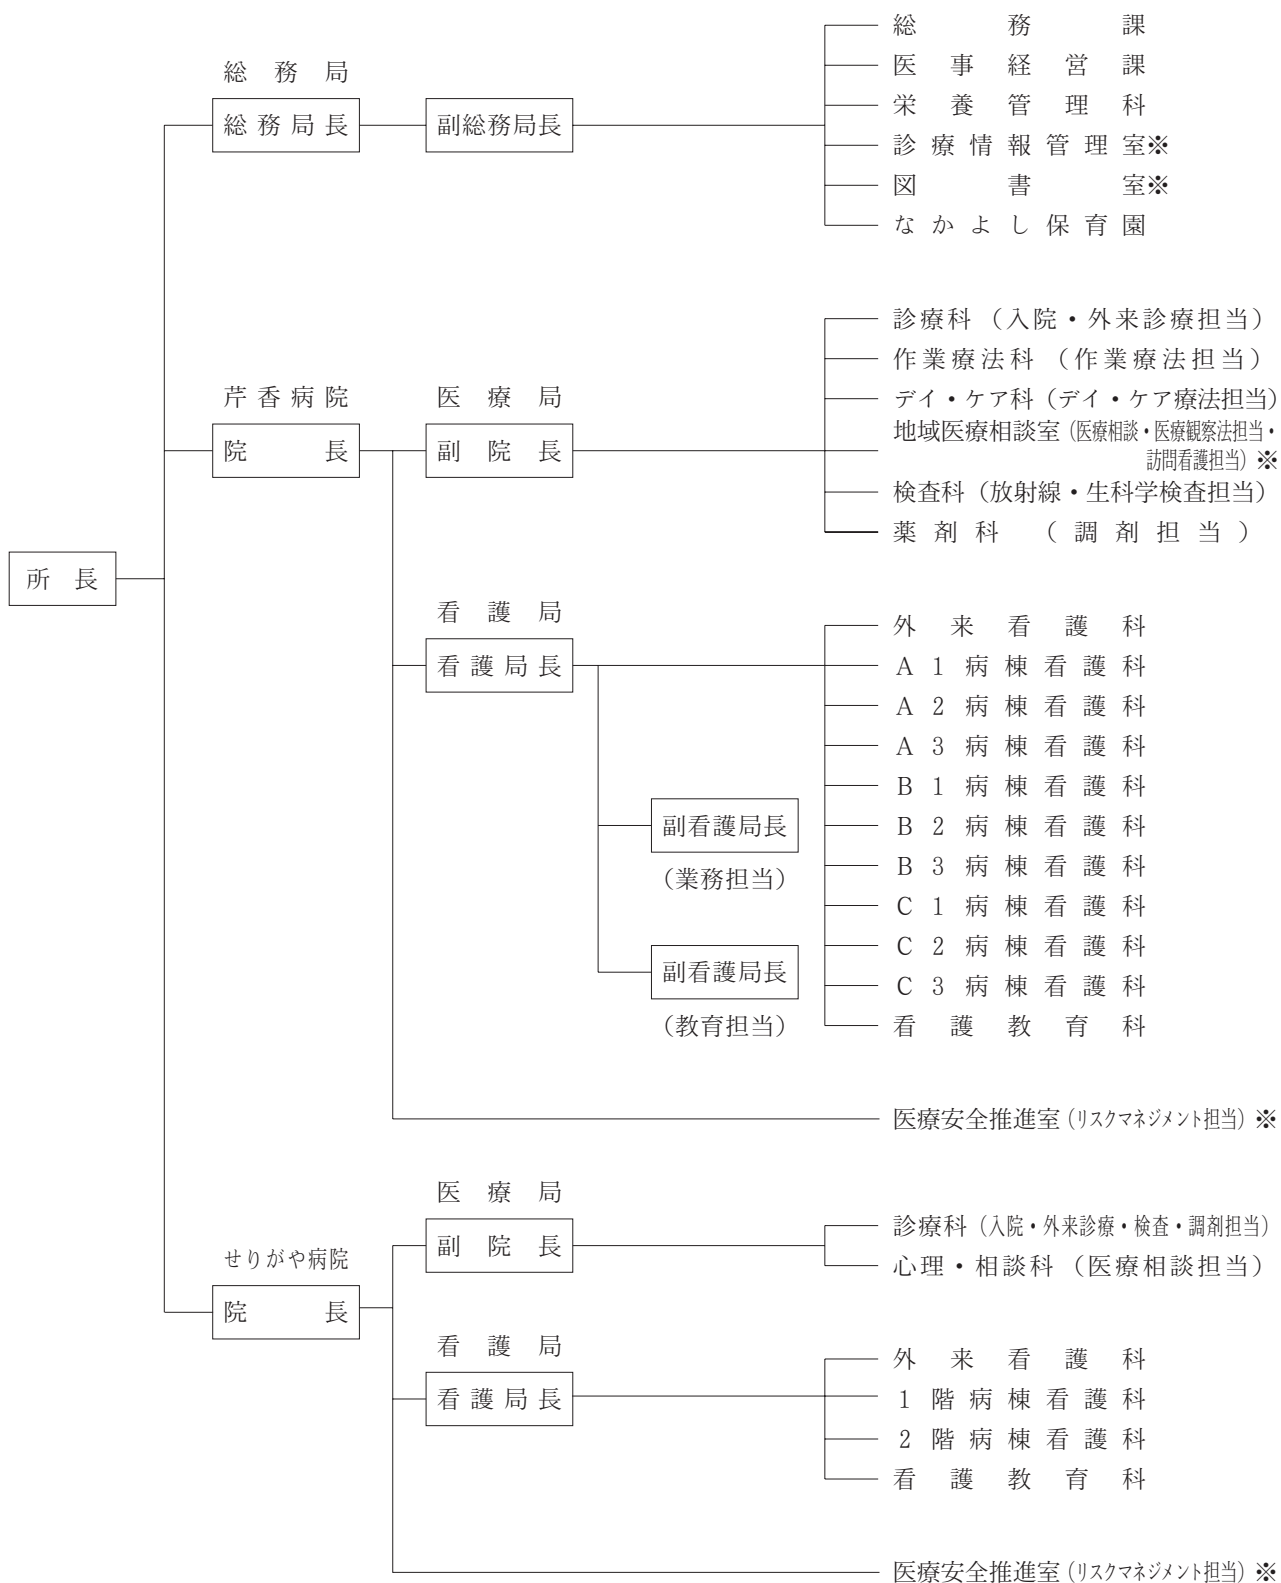 総務課
総務局
医事経営課
総務局長
副総務局長
栄養管理科
診療情報管理室※
図書室※
なかよし保育園
診療科（入院・外来診療担当）
作業療法科（作業療法担当）
芹香病院
医療局
デイ・ケア科（デイ・ケア療法担当）
院長
副院長
地域医療相談室（医療相談・医療観察法担当・
訪問看護担当）※
検査科（放射線・生科学検査担当）
薬剤科（調剤担当）
所長
看護局
外来看護科
看護局長
A1病棟看護科
A2病棟看護科
A3病棟看護科
B1病棟看護科
副看護局長
B2病棟看護科
（業務担当）
B3病棟看護科
C1病棟看護科
C2病棟看護科
副看護局長
C3病棟看護科
（教育担当）
看護教育科
医療安全推進室（リスクマネジメント担当）※
医療局
診療科（入院・外来診療・検査・調剤担当）
副院長
せりがや病院
心理・相談科（医療相談担当）
院長
看護局
外来看護科
看護局長
1階病棟看護科
2階病棟看護科
看護教育科
医療安全推進室（リスクマネジメント担当）※